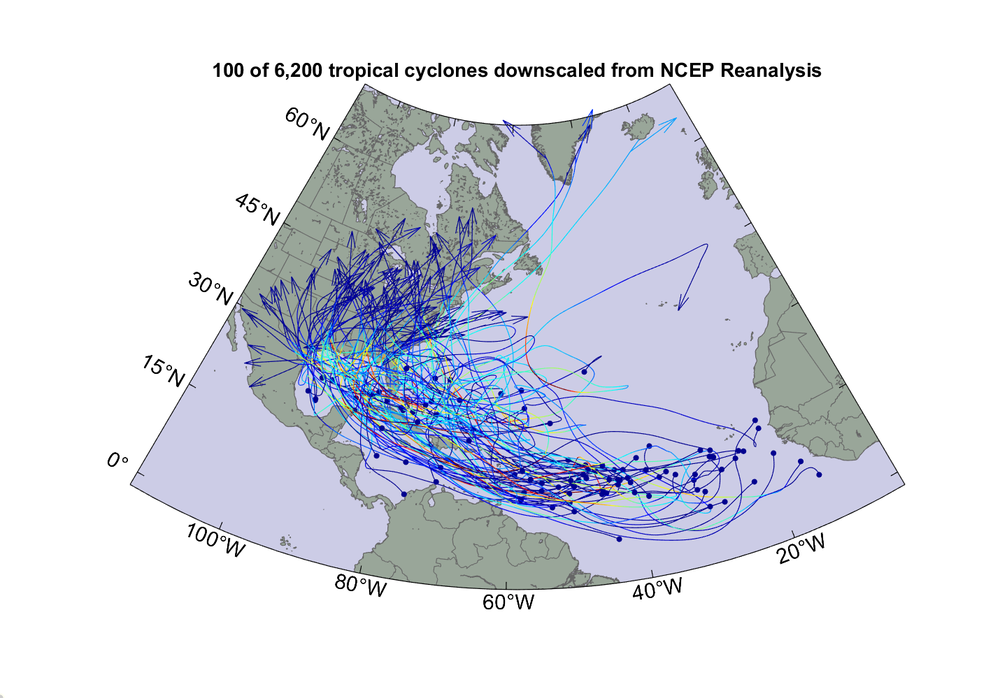 100 of 6,200 tropical cyclones downscaled from NCEP Reanalysis
60°N
45°N
30°N
15°N
0°
100°W
80°W
60°W
40°W
20°W